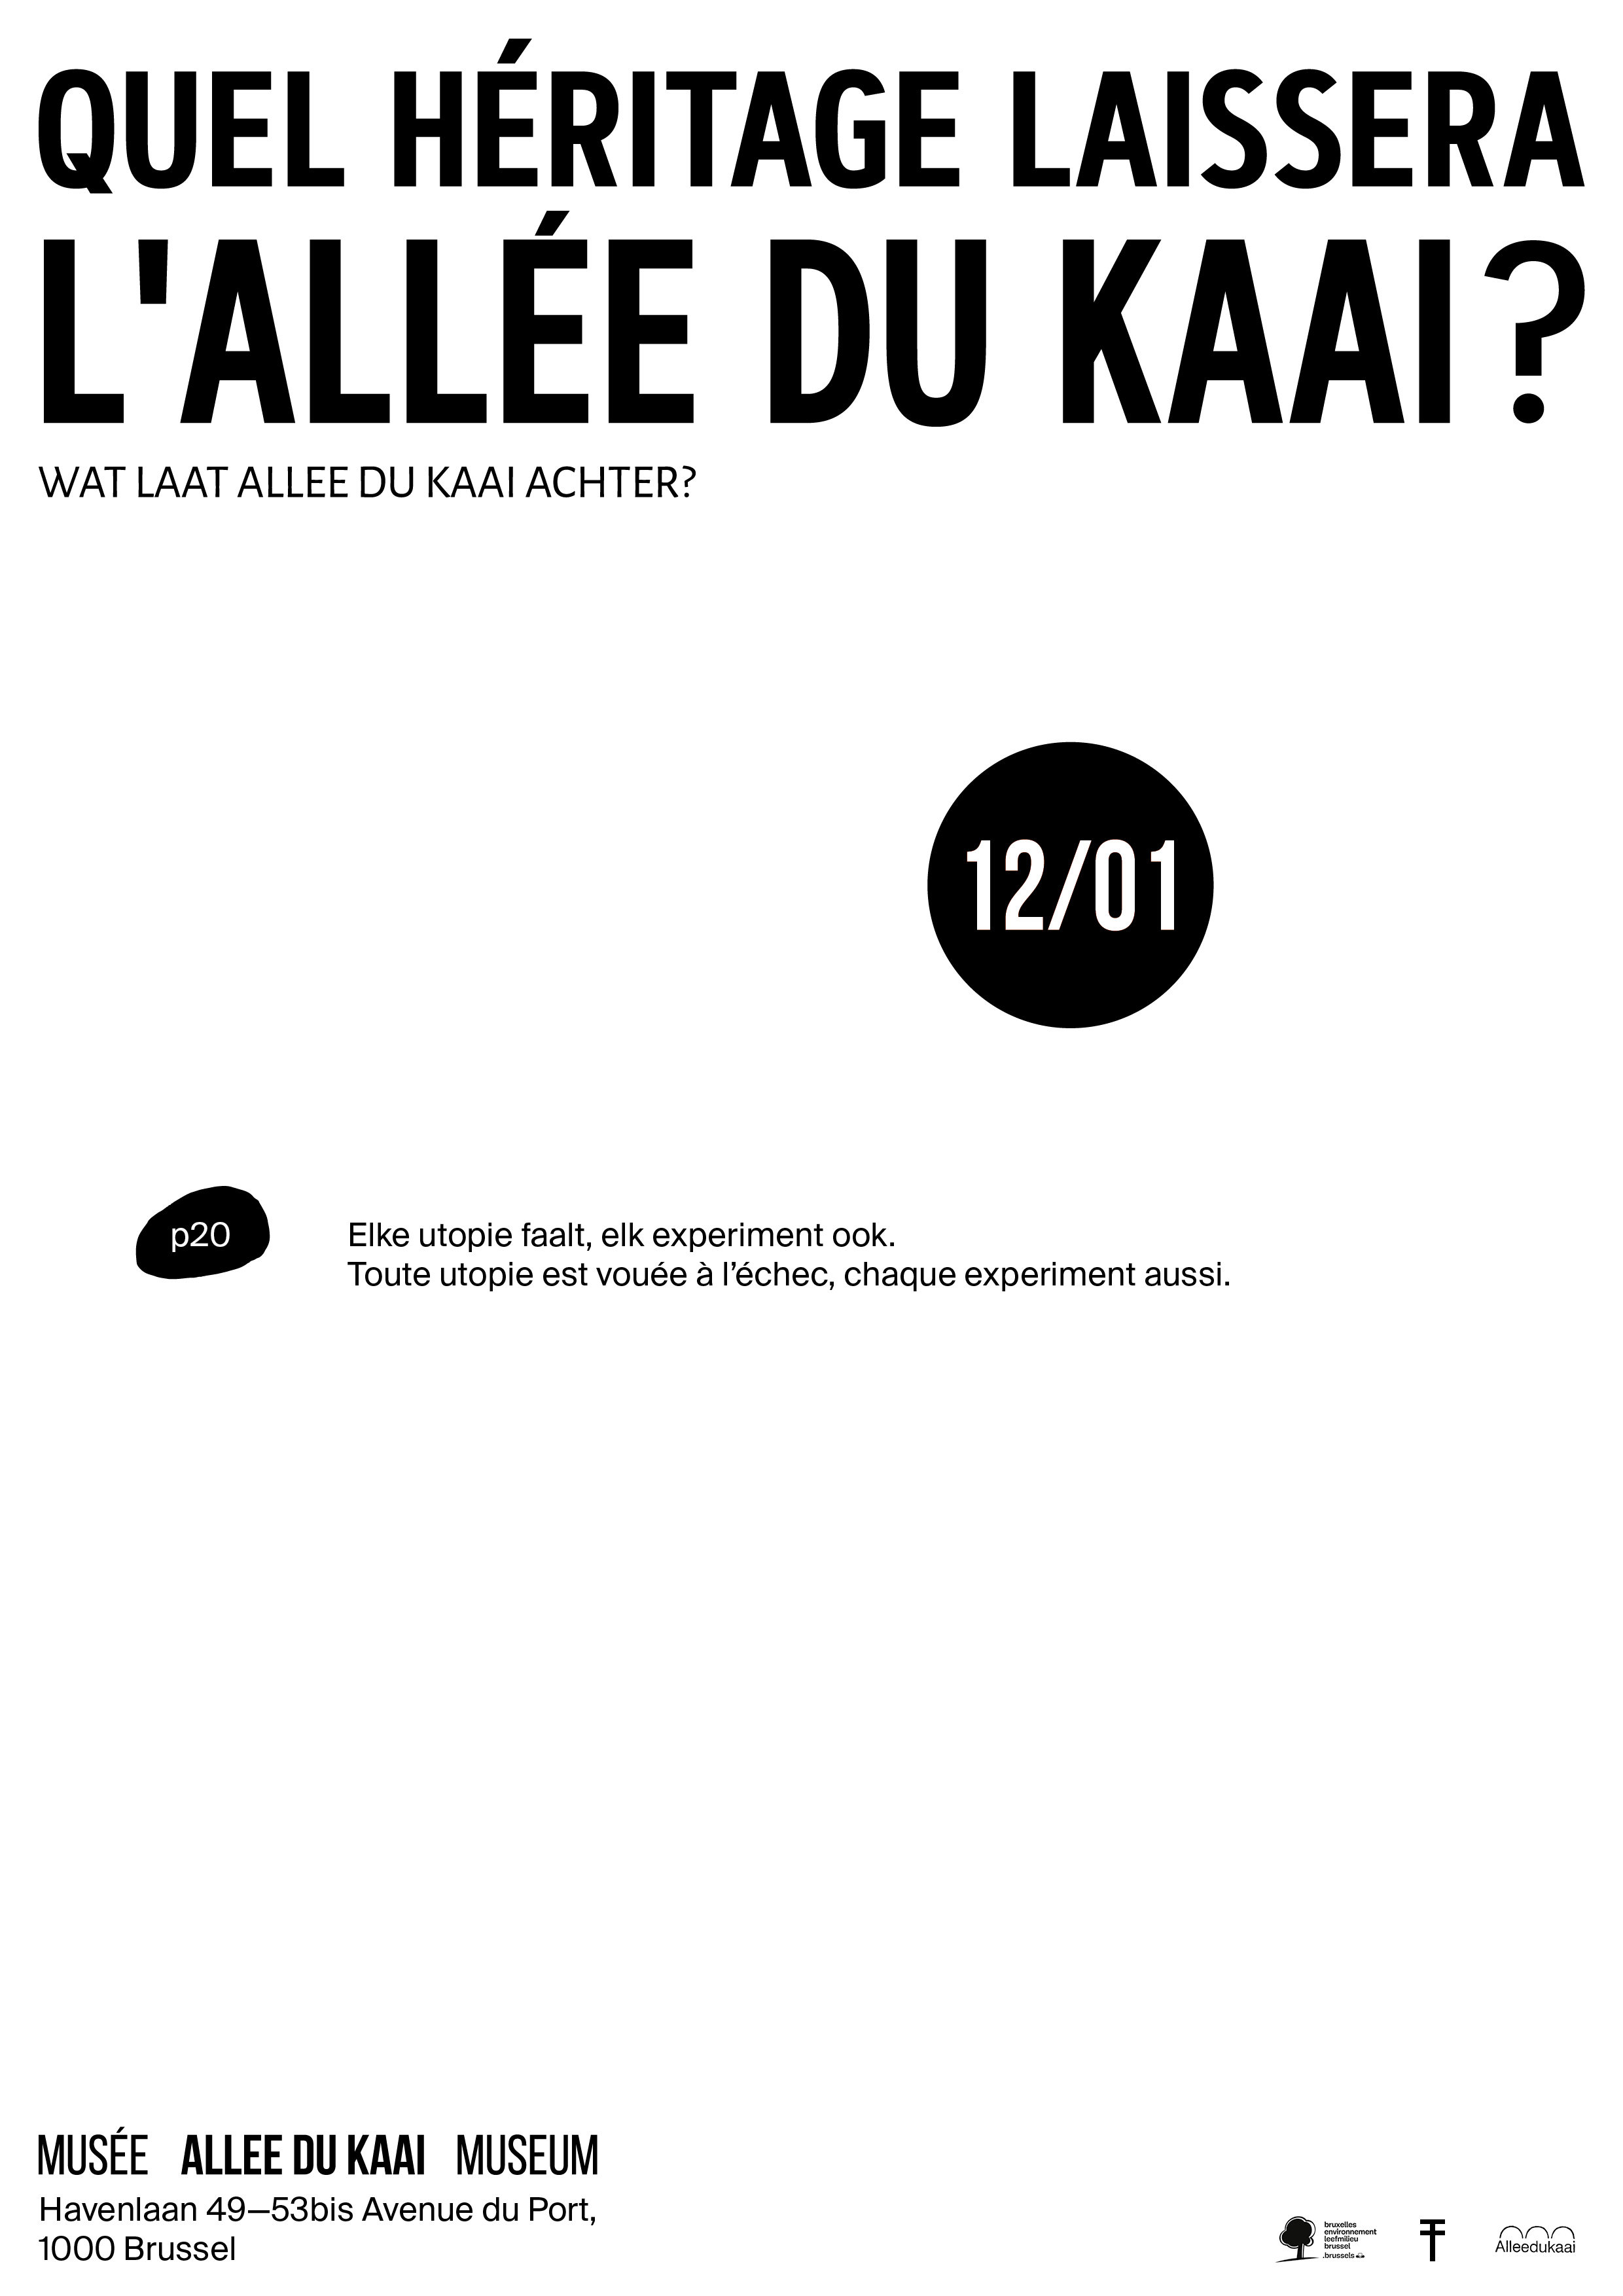 QUEL HÉRITAGE LAISSERA
L'ALLÉE DU KAAI?
WAT LAAT ALLEE DU KAAI ACHTER?
12/01
p20
Elke utopie faalt, elk experiment ook.
Toute utopie est vouée à l’échec, chaque experiment aussi.
MUSÉE ALLEE DU KAAI MUSEUM
Havenlaan 49—53bis Avenue du Port,
1000 Brussel
bruxelles
environnement
leefmilieu
brussel
.brussels
Alleedukaai